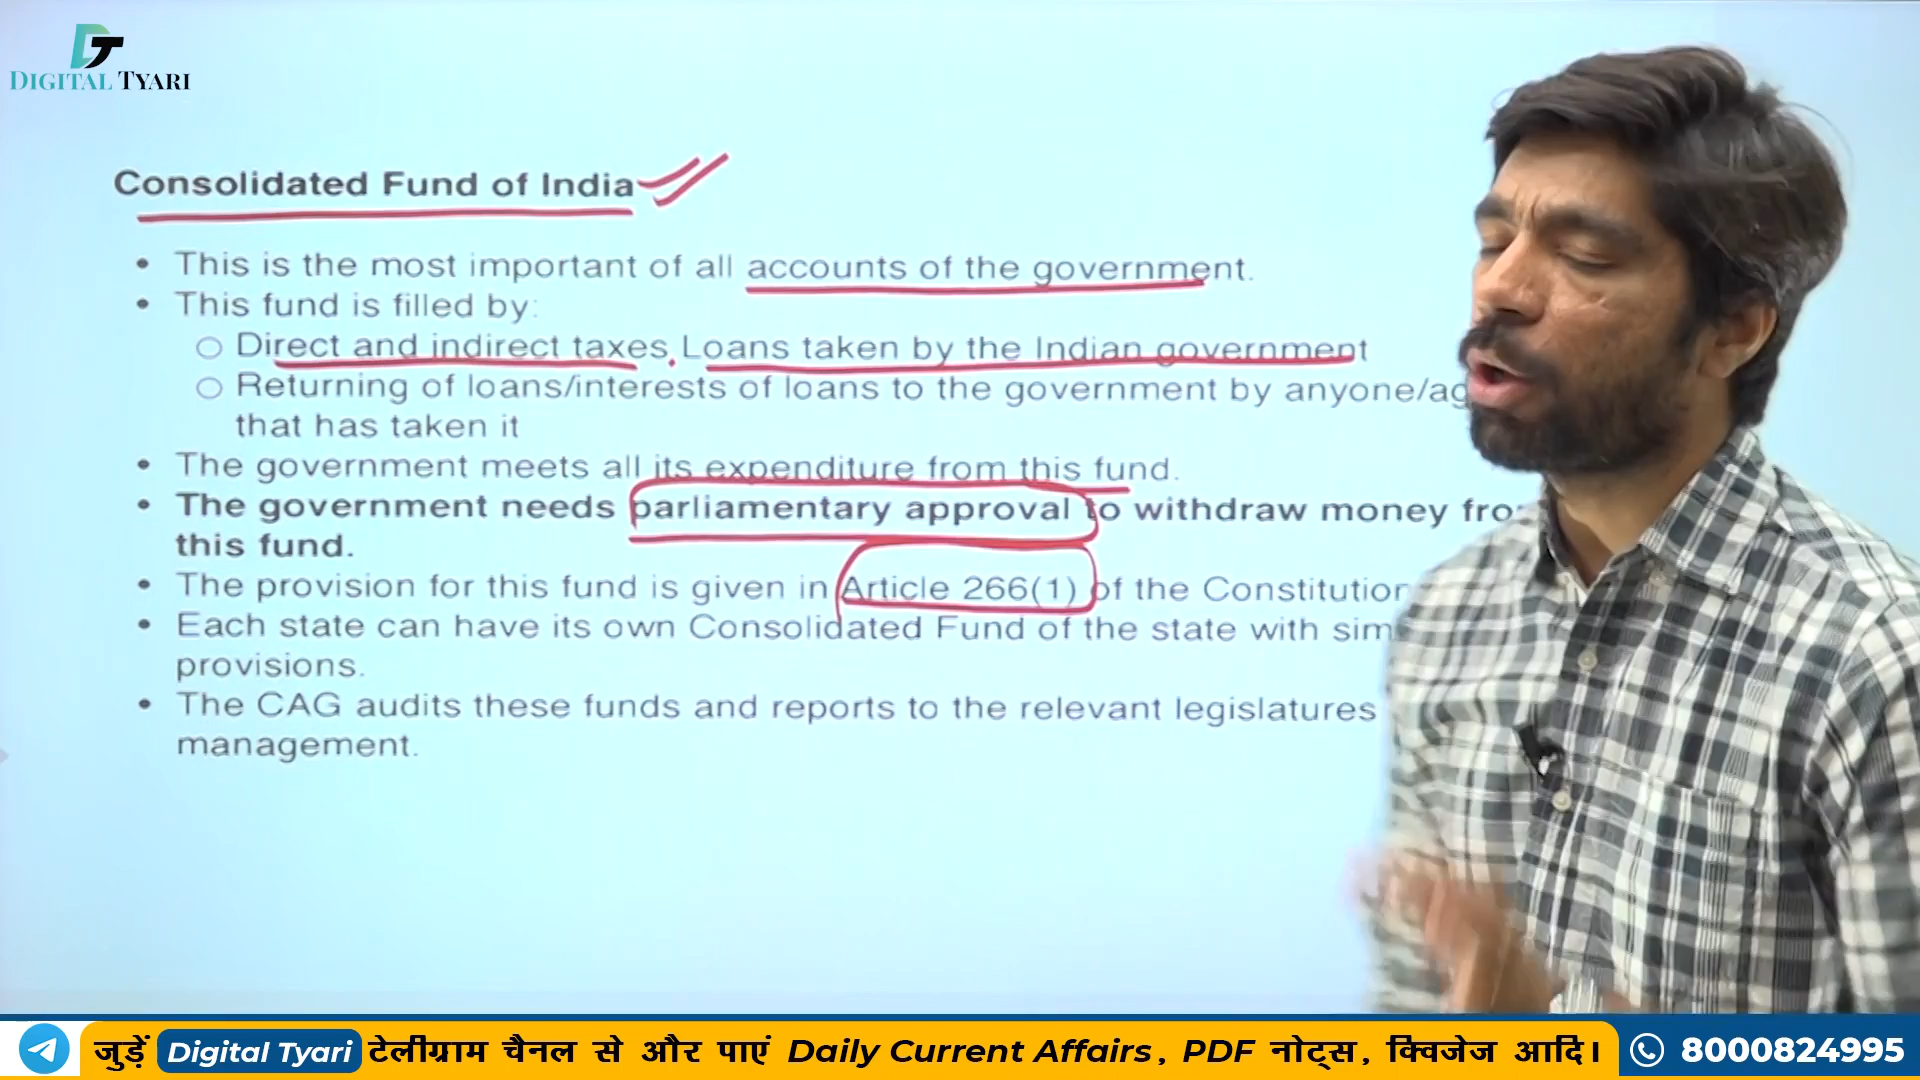 DT
DIGITAL TYARI
Consolidated Fund of India
• This is the most important of all accounts of the government.
• This fund is filled by:
○ Direct and indirect taxes, Loans taken by the Indian government
○ Returning of loans/interests of loans to the government by anyone/ag
that has taken it
• The government meets all its expenditure from this fund.
• The government needs parliamentary approval to withdraw money fro
this fund.
• The provision for this fund is given in Article 266(1) of the Constitution
• Each state can have its own Consolidated Fund of the state with sim
provisions.
• The CAG audits these funds and reports to the relevant legislatures
management.
जुड़ें Digital Tyari टेलीग्राम चैनल से और पाएं Daily Current Affairs, PDF नोट्स, क्विजेज आदि। 8000824995